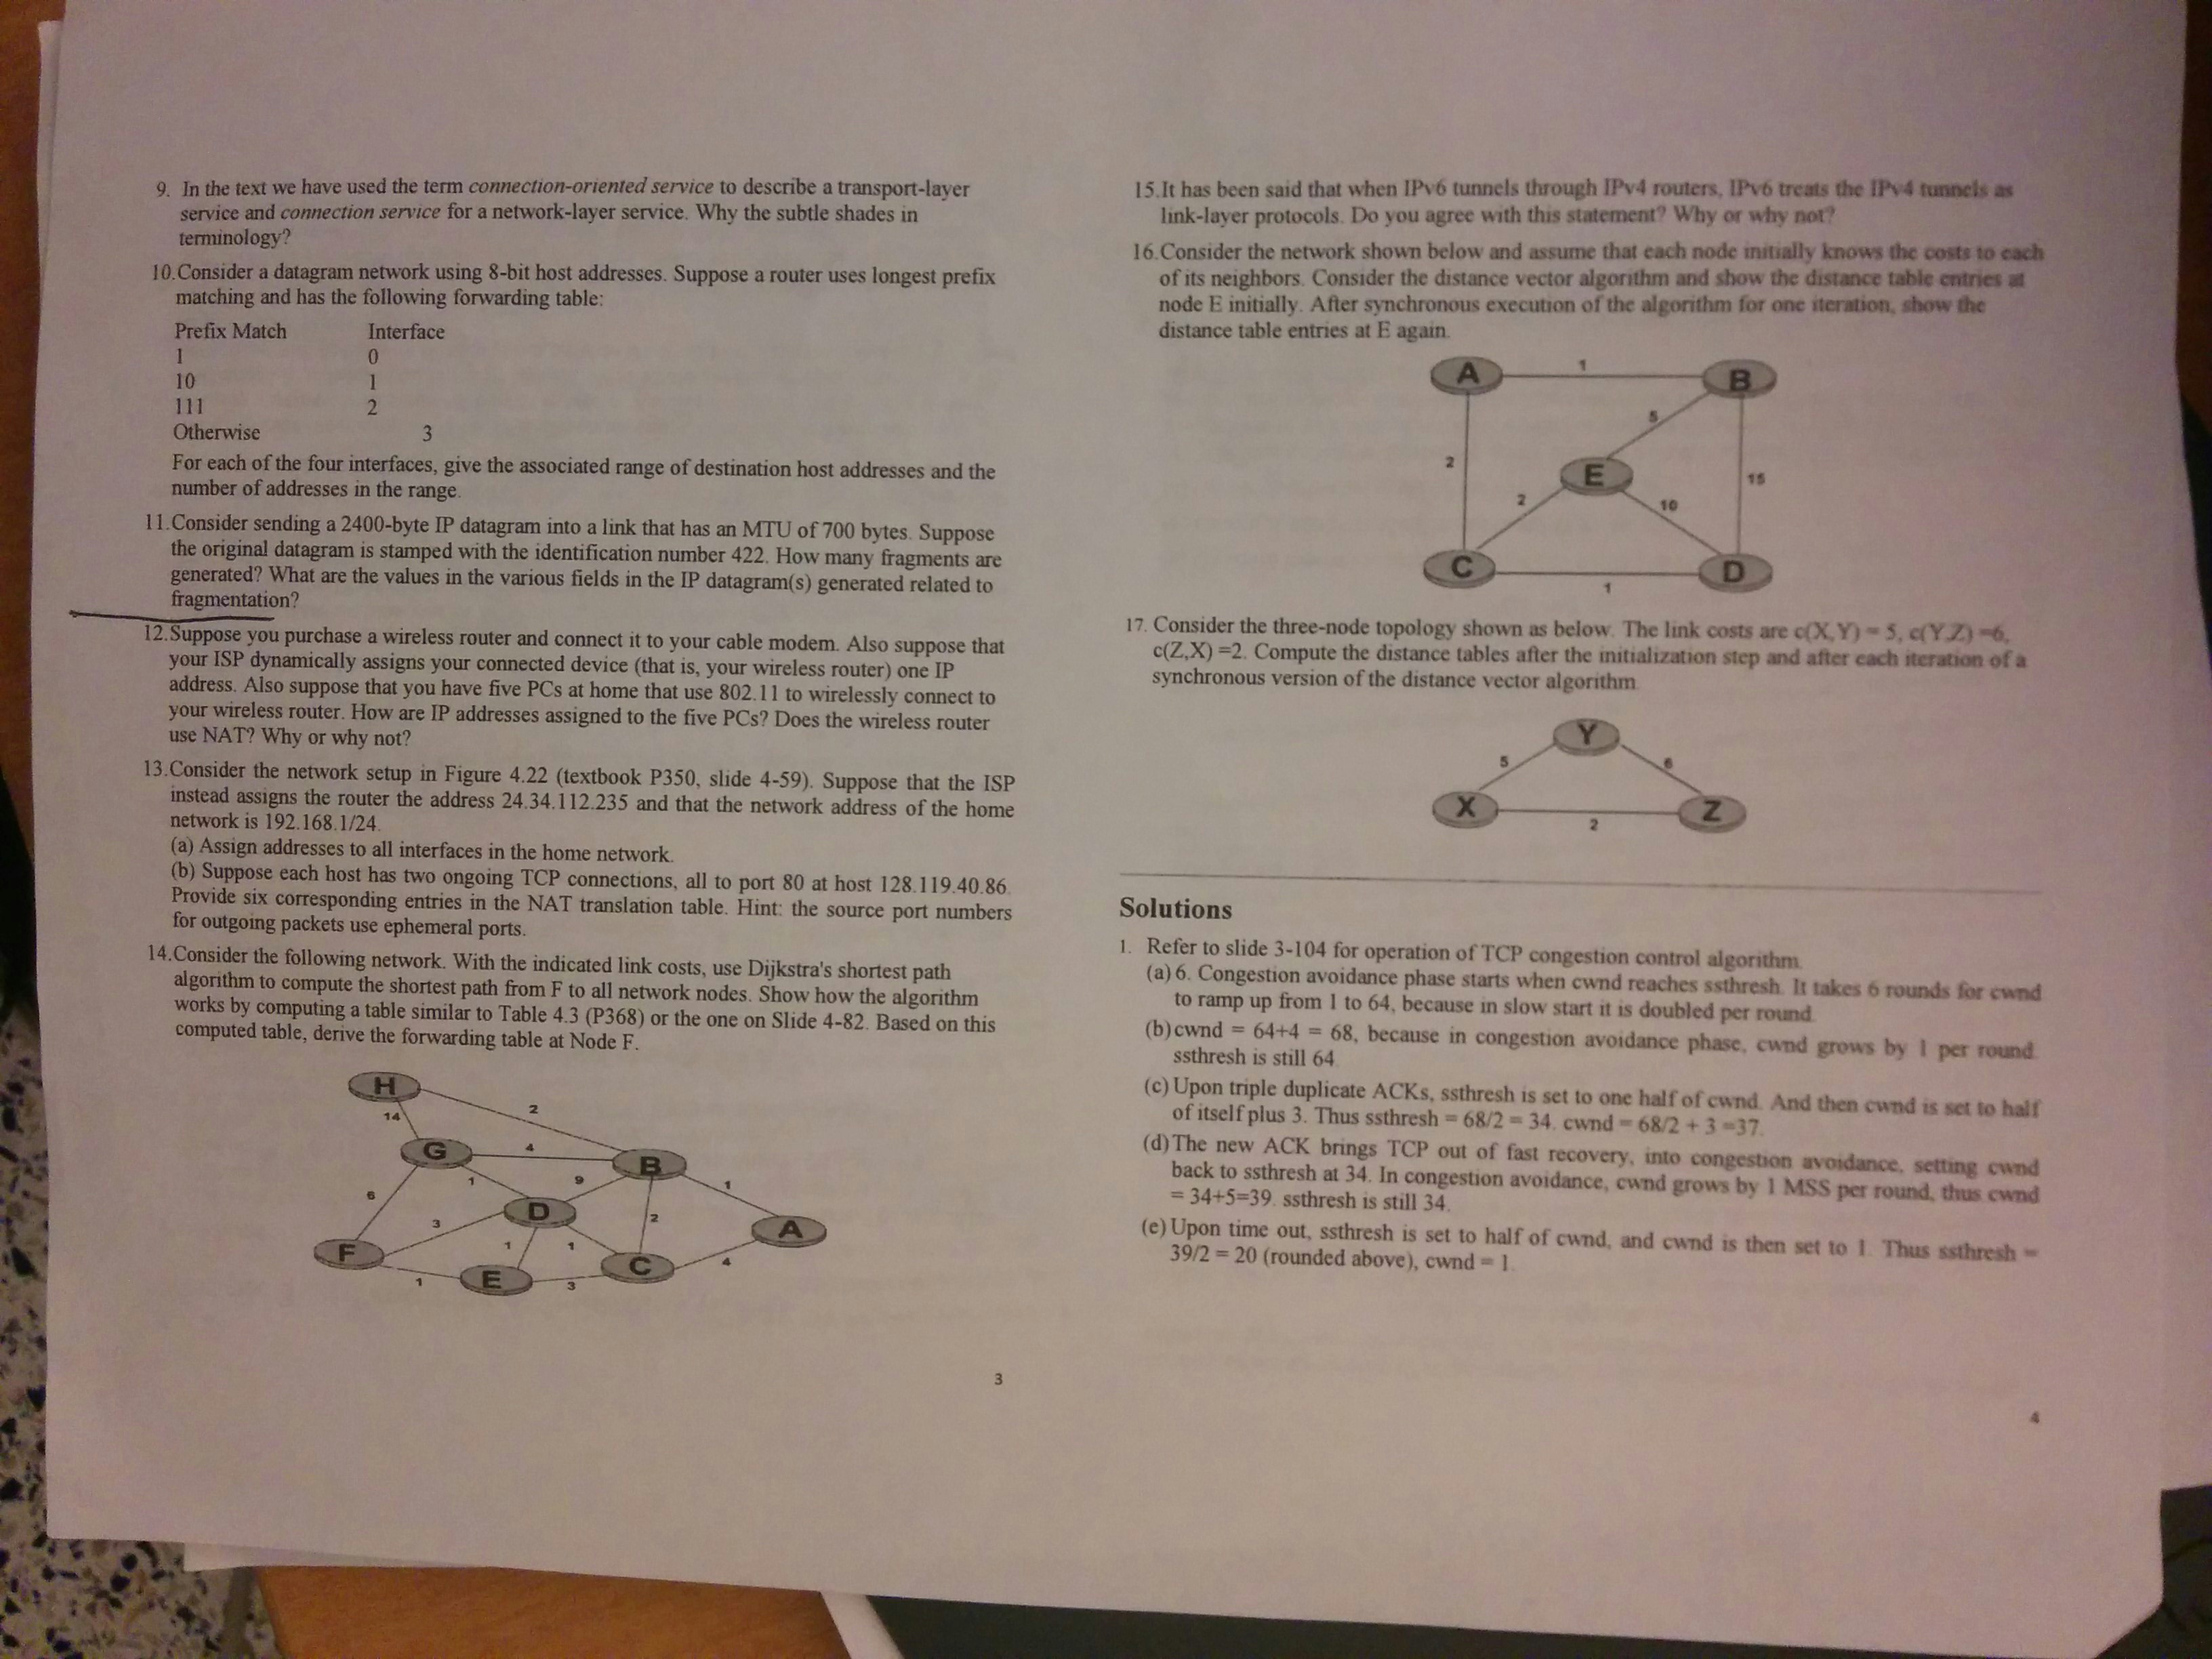 9. In the text we have used the term connection-oriented service to describe a transport-layer
service and connection service for a network-layer service. Why the subtle shades in
terminology?
10.Consider a datagram network using 8-bit host addresses. Suppose a router uses longest prefix
matching and has the following forwarding table:
Prefix Match Interface
1 0
10 1
111 2
Otherwise 3
For each of the four interfaces, give the associated range of destination host addresses and the
number of addresses in the range.
11.Consider sending a 2400-byte IP datagram into a link that has an MTU of 700 bytes. Suppose
the original datagram is stamped with the identification number 422. How many fragments are
generated? What are the values in the various fields in the IP datagram(s) generated related to
fragmentation?
12.Suppose you purchase a wireless router and connect it to your cable modem. Also suppose that
your ISP dynamically assigns your connected device (that is, your wireless router) one IP
address. Also suppose that you have five PCs at home that use 802.11 to wirelessly connect to
your wireless router. How are IP addresses assigned to the five PCs? Does the wireless router
use NAT? Why or why not?
13.Consider the network setup in Figure 4.22 (textbook P350, slide 4-59). Suppose that the ISP
instead assigns the router the address 24.34.112.235 and that the network address of the home
network is 192.168.1/24.
(a) Assign addresses to all interfaces in the home network.
(b) Suppose each host has two ongoing TCP connections, all to port 80 at host 128.119.40.86.
Provide six corresponding entries in the NAT translation table. Hint: the source port numbers
for outgoing packets use ephemeral ports.
14.Consider the following network. With the indicated link costs, use Dijkstra's shortest path
algorithm to compute the shortest path from F to all network nodes. Show how the algorithm
works by computing a table similar to Table 4.3 (P368) or the one on Slide 4-82. Based on this
computed table, derive the forwarding table at Node F.
H
2
14
G
4
B
6
1
9
1
D
3
2
A
F
1
1
C
4
1
E
3
3
15.It has been said that when IPv6 tunnels through IPv4 routers, IPv6 treats the IPv4 tunnels as
link-layer protocols. Do you agree with this statement? Why or why not?
16.Consider the network shown below and assume that each node initially knows the costs to each
of its neighbors. Consider the distance vector algorithm and show the distance table entries at
node E initially. After synchronous execution of the algorithm for one iteration, show the
distance table entries at E again.
A
1
B
5
2
E
15
2
10
C
1
D
17. Consider the three-node topology shown as below. The link costs are c(X,Y) = 5, c(Y,Z) =6,
c(Z,X) =2. Compute the distance tables after the initialization step and after each iteration of a
synchronous version of the distance vector algorithm.
Y
5
6
X
2
Z
Solutions
1. Refer to slide 3-104 for operation of TCP congestion control algorithm.
(a) 6. Congestion avoidance phase starts when cwnd reaches ssthresh. It takes 6 rounds for cwnd
to ramp up from 1 to 64, because in slow start it is doubled per round.
(b) cwnd = 64+4 = 68, because in congestion avoidance phase, cwnd grows by 1 per round.
ssthresh is still 64.
(c) Upon triple duplicate ACKs, ssthresh is set to one half of cwnd. And then cwnd is set to half
of itself plus 3. Thus ssthresh = 68/2 = 34, cwnd = 68/2 + 3 =37.
(d) The new ACK brings TCP out of fast recovery, into congestion avoidance, setting cwnd
back to ssthresh at 34. In congestion avoidance, cwnd grows by 1 MSS per round, thus cwnd
= 34+5=39. ssthresh is still 34.
(e) Upon time out, ssthresh is set to half of cwnd, and cwnd is then set to 1. Thus ssthresh =
39/2 = 20 (rounded above), cwnd = 1.
4